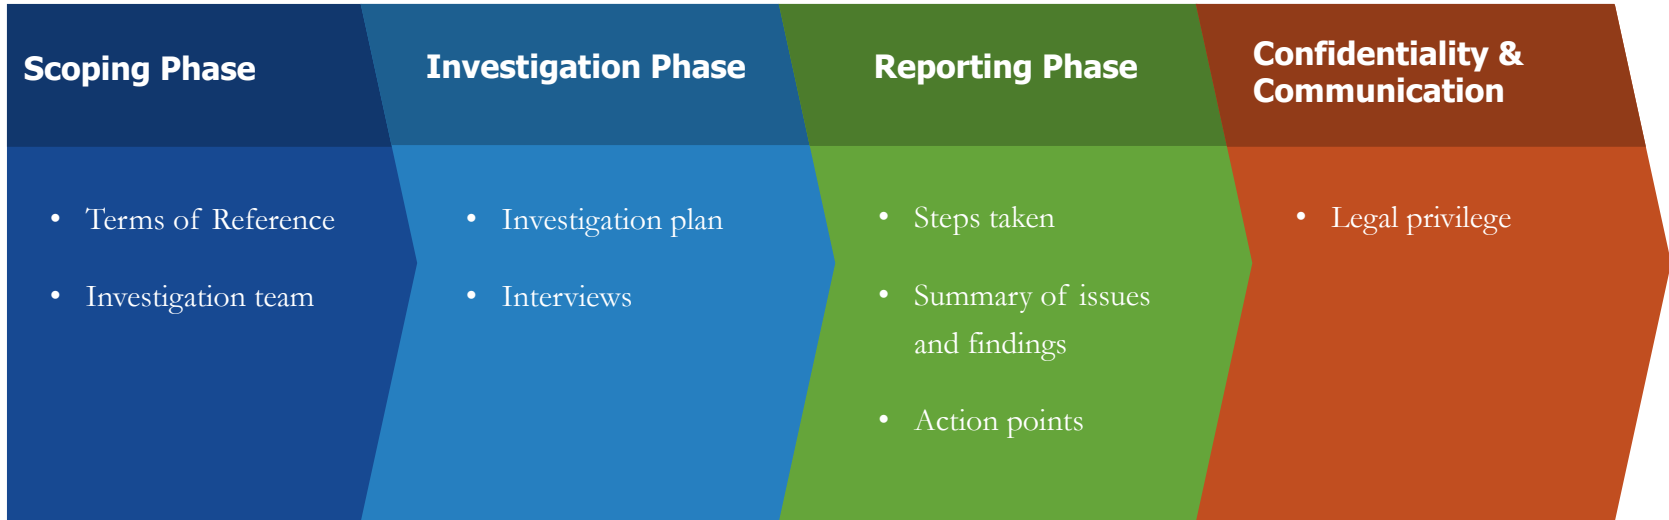 Scoping Phase
• Terms of Reference
• Investigation team
Investigation Phase
• Investigation plan
• Interviews
Reporting Phase
• Steps taken
• Summary of issues
and findings
• Action points
Confidentiality &
Communication
• Legal privilege